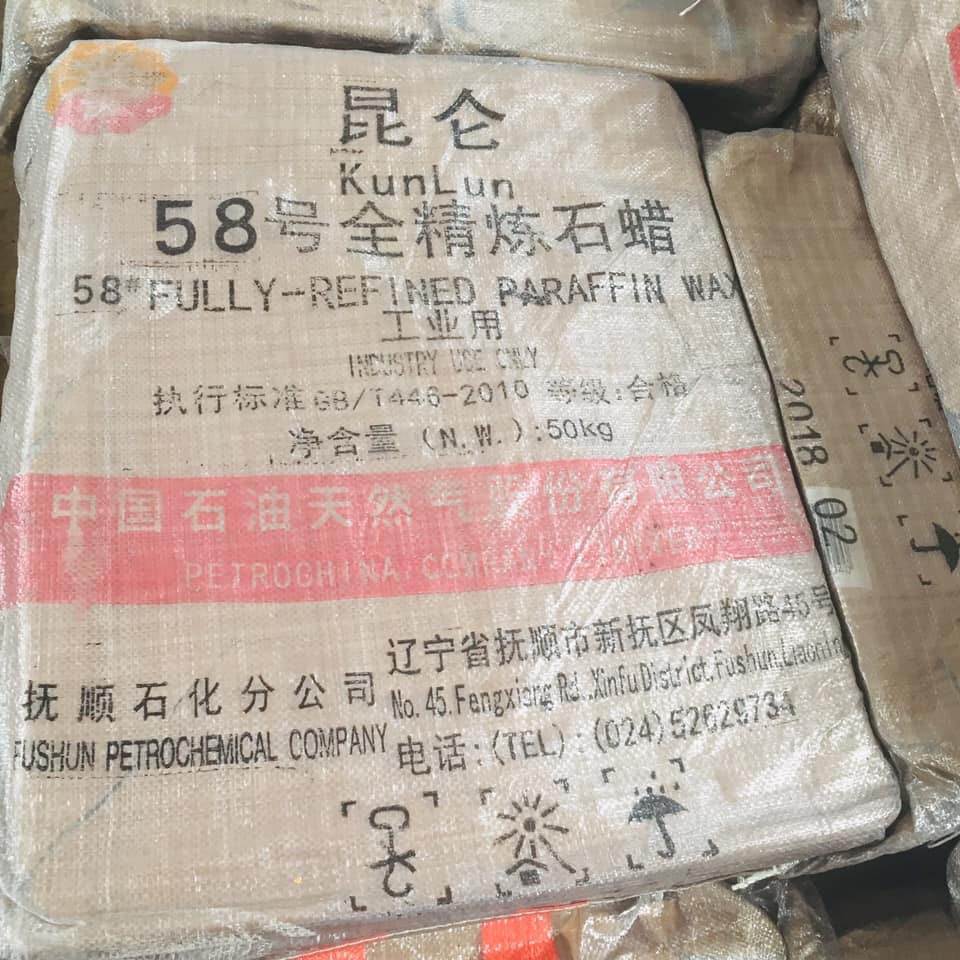 昆仑
KunLun
58号全精炼石蜡
58# FULLY-REFINED PARAFFIN WAX
工业用
INDUSTRY USE ONLY
执行标准GB/T446-2010 等级:合格
净含量 (N.W.):50kg
中国石油天然气股份有限公司
PETROCHINA COMPANY LIMITED
辽宁省抚顺市新抚区凤翔路45号
No. 45. Fengxiang Rd., Xinfu District, Fushun, Liaonin
抚顺石化分公司
FUSHUN PETROCHEMICAL COMPANY
电话:(TEL):(024)52629734
2018 02